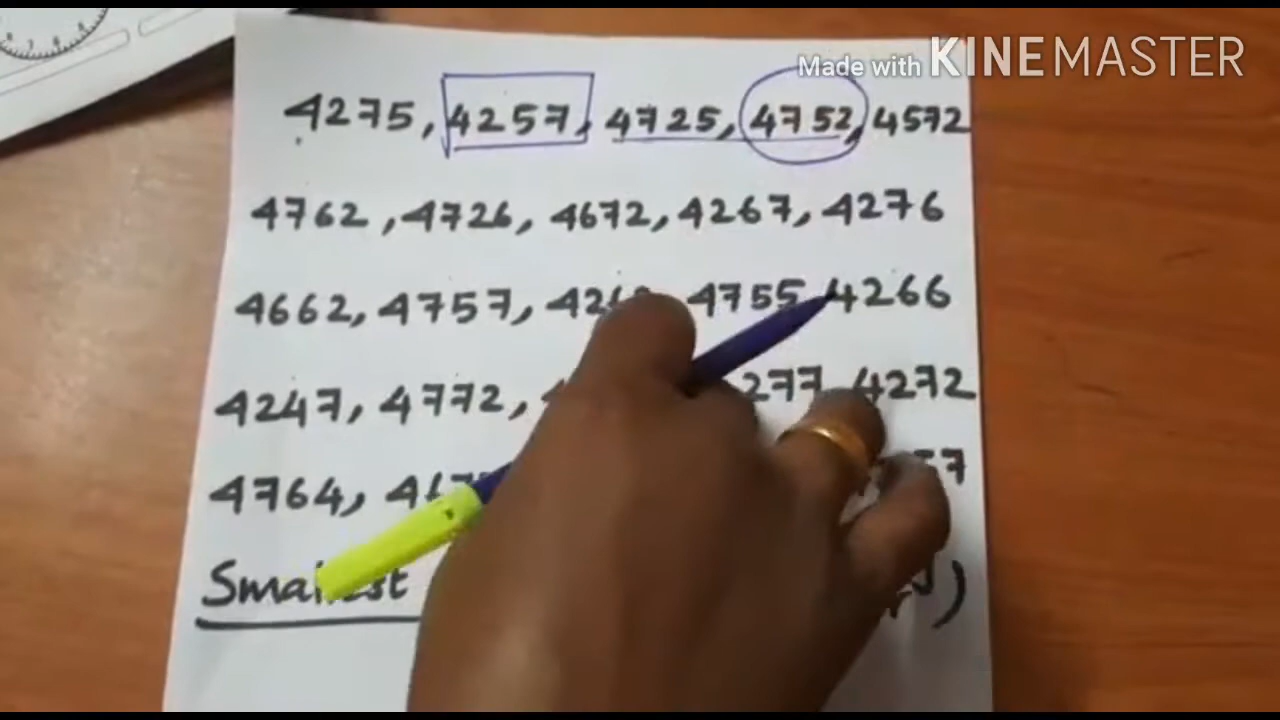 Made with KINEMASTER
4275, 4257, 4725, 4752, 4572
4762, 4726, 4672, 4267, 4276
4662, 4757, 4755, 4266
4247, 4772, 4272
4764,
Smallest